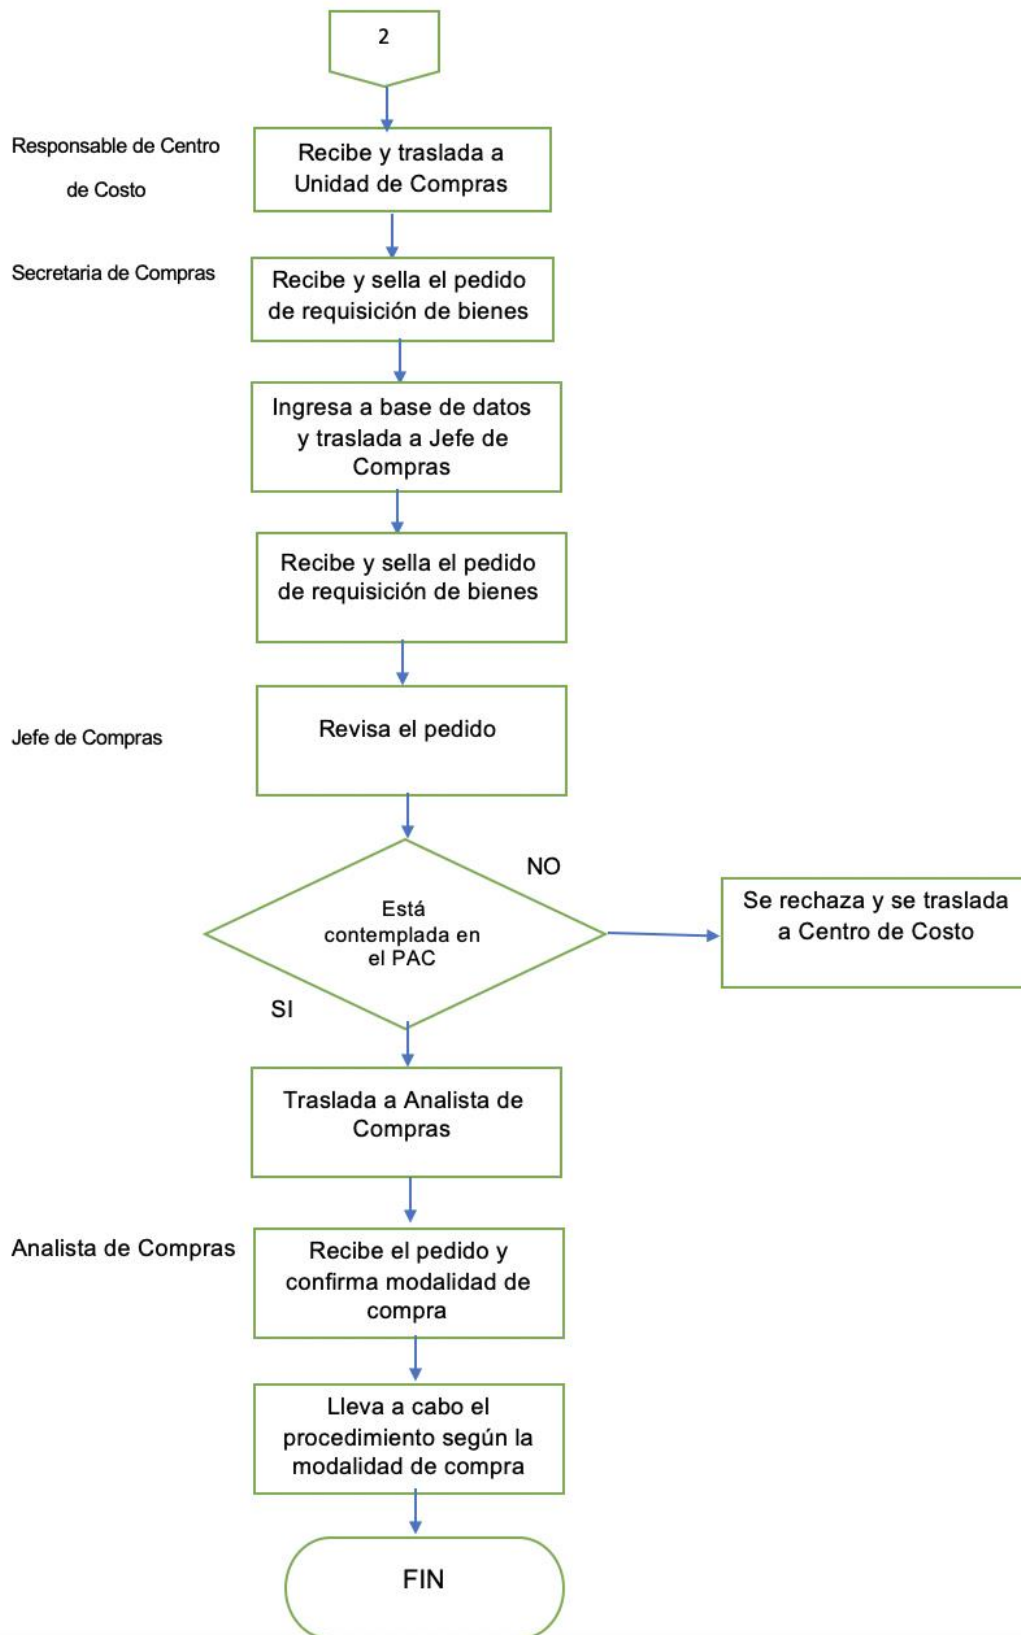 2
Responsable de Centro
de Costo
Recibe y traslada a
Unidad de Compras
Secretaria de Compras
Recibe y sella el pedido
de requisición de bienes
Ingresa a base de datos
y traslada a Jefe de
Compras
Recibe y sella el pedido
de requisición de bienes
Jefe de Compras
Revisa el pedido
NO
Está
contemplada en
el PAC
Se rechaza y se traslada
a Centro de Costo
SI
Traslada a Analista de
Compras
Analista de Compras
Recibe el pedido y
confirma modalidad de
compra
Lleva a cabo el
procedimiento según la
modalidad de compra
FIN